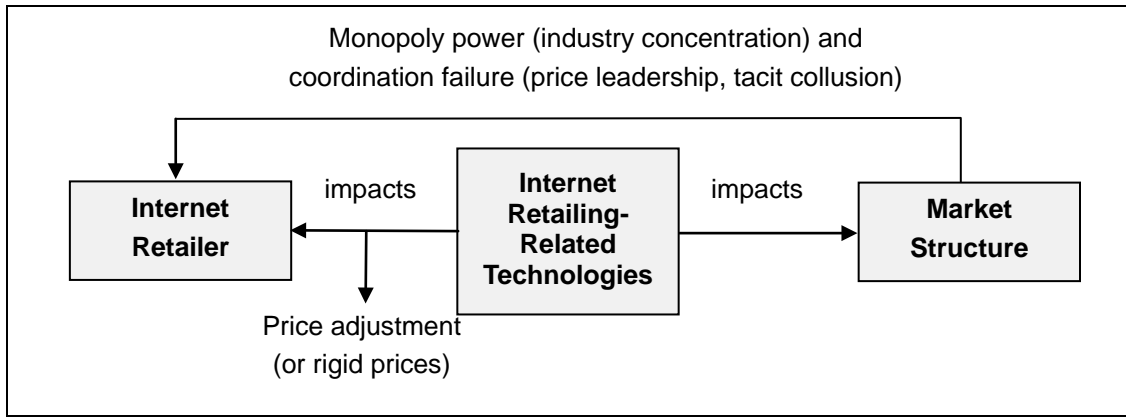 Monopoly power (industry concentration) and
coordination failure (price leadership, tacit collusion)
Internet
Retailer
impacts
Internet
Retailing-
Related
Technologies
impacts
Market
Structure
Price adjustment
(or rigid prices)